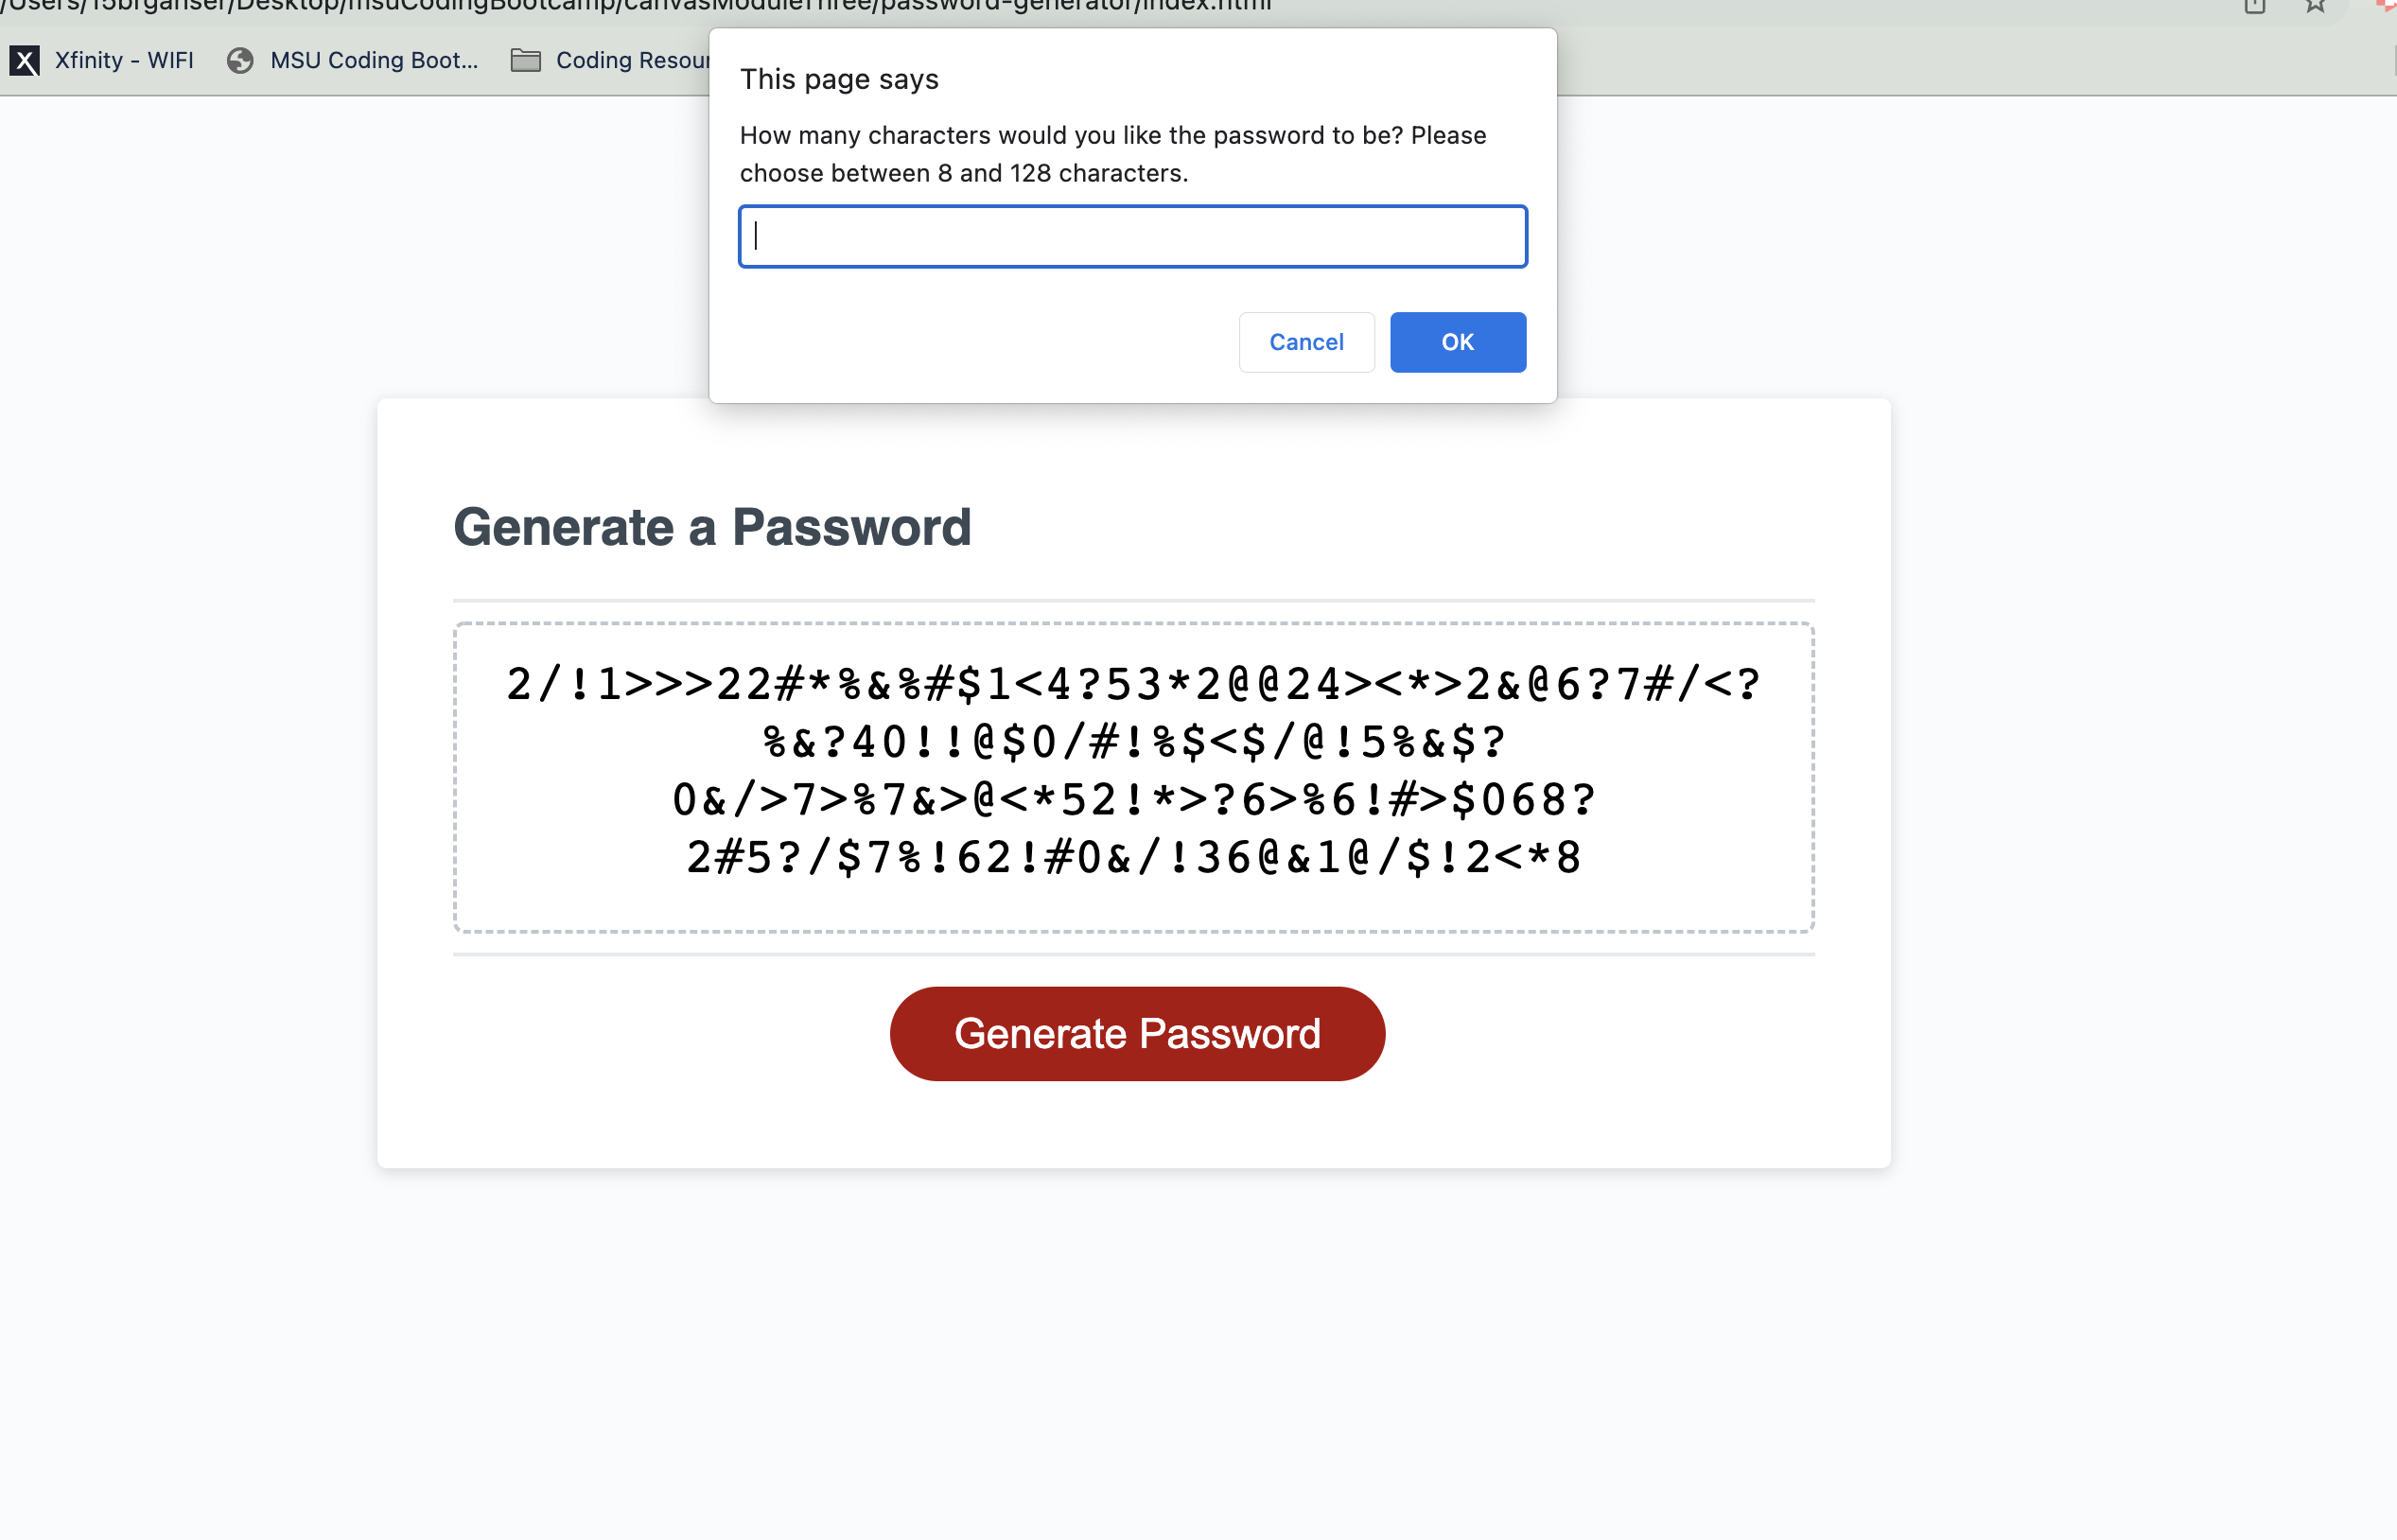 /Users/15brganser/Desktop/msuCodingBootcamp/canvasModuleThree/password-generator/index.html
Xfinity - WIFI
MSU Coding Boot...
Coding Resour
This page says
How many characters would you like the password to be? Please
choose between 8 and 128 characters.
Cancel
OK
Generate a Password
2/!1>>>22#*%&%#$1<4?53*2@@24><*>2&@6?7#/<?
%&?40!!@$0/#!%$<$/@!5%&$?
0&/>7>%7&>@<*52!*>?6>%6!#>$068?
2#5?/$7%!62!#0&/!36@&1@/$!2<*8
Generate Password